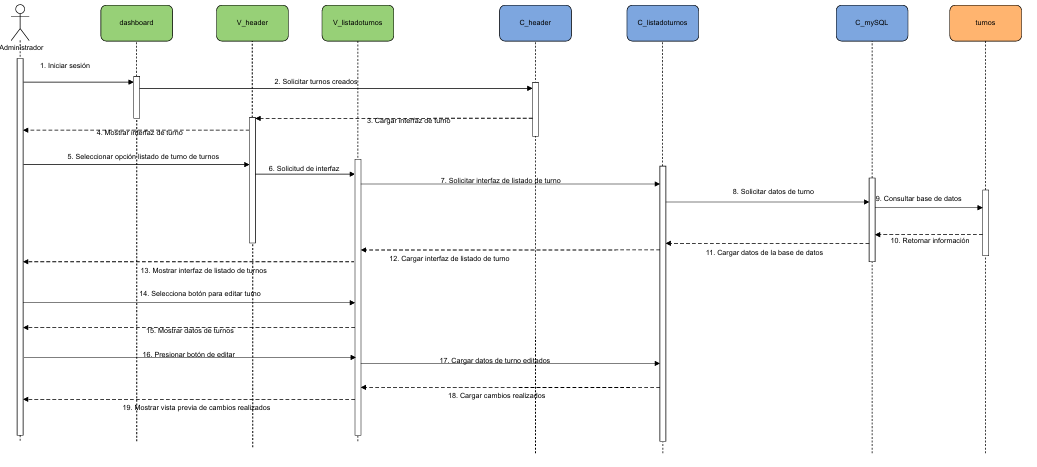 dashboard
V_header
V_listadoturnos
C_header
C_listadoturnos
C_mySQL
turnos
Administrador
1. Iniciar sesión
2. Solicitar turnos creados
3. Cargar interfaz de turno
4. Mostrar interfaz de turno
5. Seleccionar opción listado de turno de turnos
6. Solicitud de interfaz
7. Solicitar interfaz de listado de turno
8. Solicitar datos de turno
9. Consultar base de datos
10. Retornar información
11. Cargar datos de la base de datos
12. Cargar interfaz de listado de turno
13. Mostrar interfaz de listado de turnos
14. Selecciona botón para editar turno
15. Mostrar datos de turnos
16. Presionar botón de editar
17. Cargar datos de turno editados
18. Cargar cambios realizados
19. Mostrar vista previa de cambios realizados